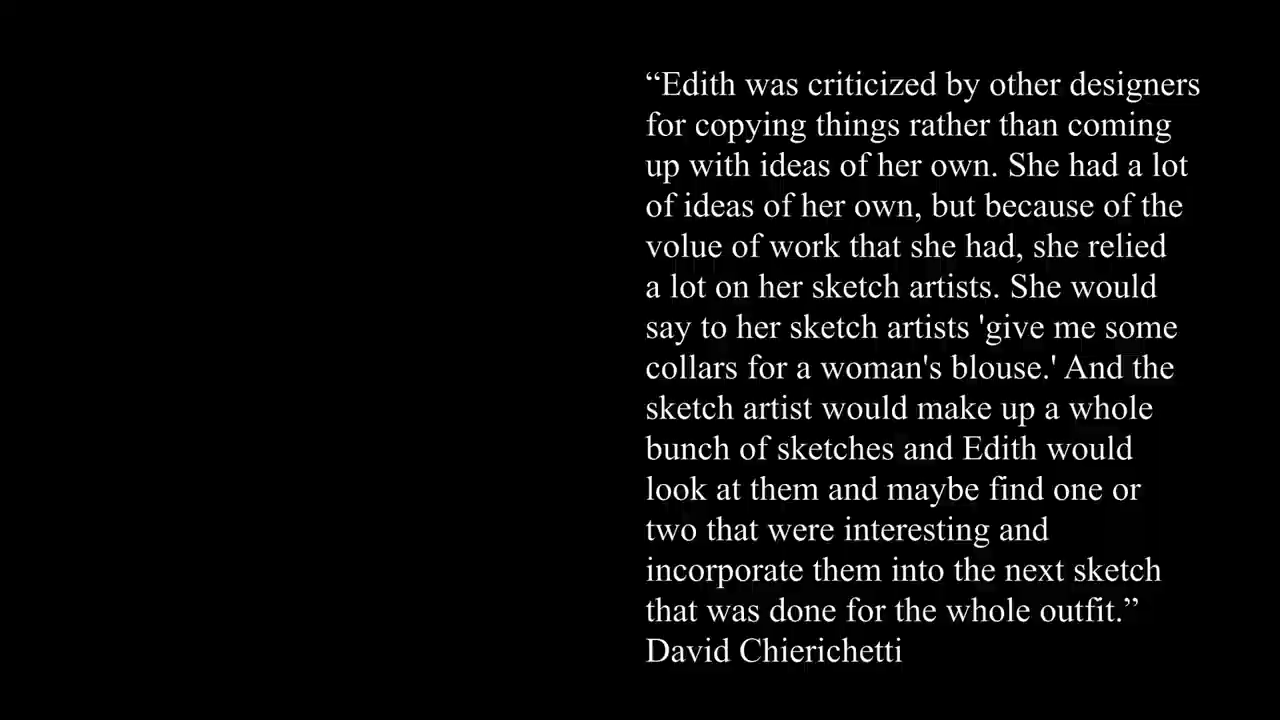 “Edith was criticized by other designers
for copying things rather than coming
up with ideas of her own. She had a lot
of ideas of her own, but because of the
volue of work that she had, she relied
a lot on her sketch artists. She would
say to her sketch artists 'give me some
collars for a woman's blouse.' And the
sketch artist would make up a whole
bunch of sketches and Edith would
look at them and maybe find one or
two that were interesting and
incorporate them into the next sketch
that was done for the whole outfit.”
David Chierichetti